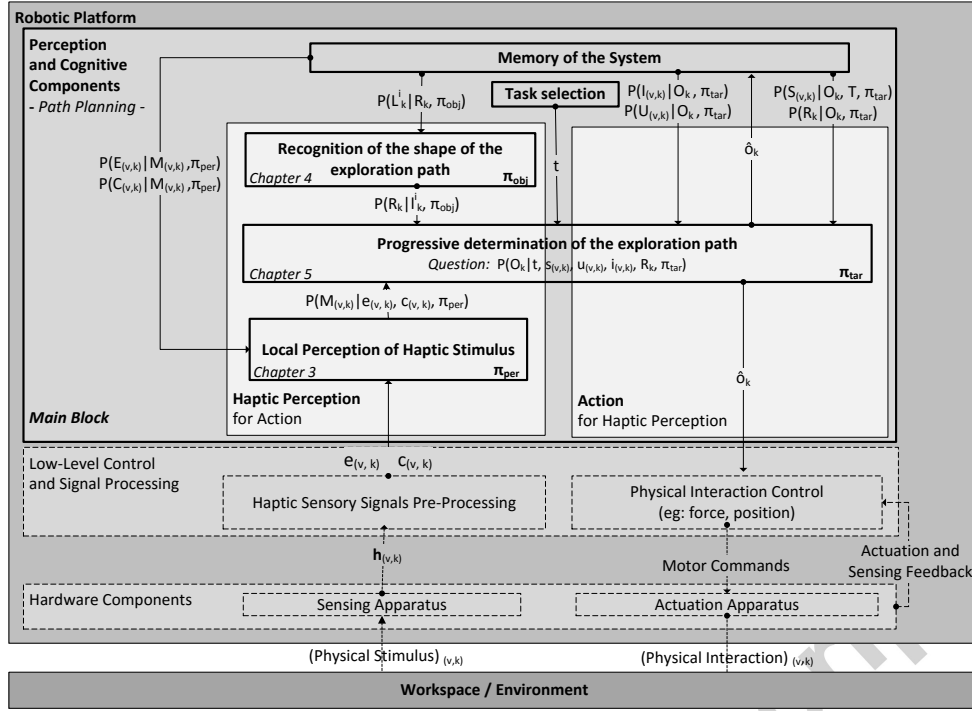 Robotic Platform
Perception
and Cognitive
Components
- Path Planning -
Memory of the System
Task selection
P(L^i_k|R_k, π_obj)
P(I_(v,k)|O_k, π_tar)
P(U_(v,k)|O_k, π_tar)
P(S_(v,k)|O_k, T, π_tar)
P(R_k|O_k, π_tar)
P(E_(v,k)|M_(v,k),π_per)
P(C_(v,k)|M_(v,k),π_per)
Recognition of the shape of the
exploration path
Chapter 4
π_obj
t
ô_k
P(R_k|l^i_k, π_obj)
Progressive determination of the exploration path
Question: P(O_k|t, s_(v,k), u_(v,k), i_(v,k), R_k, π_tar)
Chapter 5
π_tar
P(M_(v,k)|e_(v, k), c_(v,k), π_per)
Local Perception of Haptic Stimulus
Chapter 3
π_per
ô_k
Haptic Perception
for Action
Action
for Haptic Perception
Main Block
Low-Level Control
and Signal Processing
e_(v, k) c_(v, k)
Haptic Sensory Signals Pre-Processing
Physical Interaction Control
(eg: force, position)
h_(v,k)
Motor Commands
Actuation and
Sensing Feedback
Hardware Components
Sensing Apparatus
Actuation Apparatus
(Physical Stimulus) (v,k)
(Physical Interaction) (v,k)
Workspace / Environment